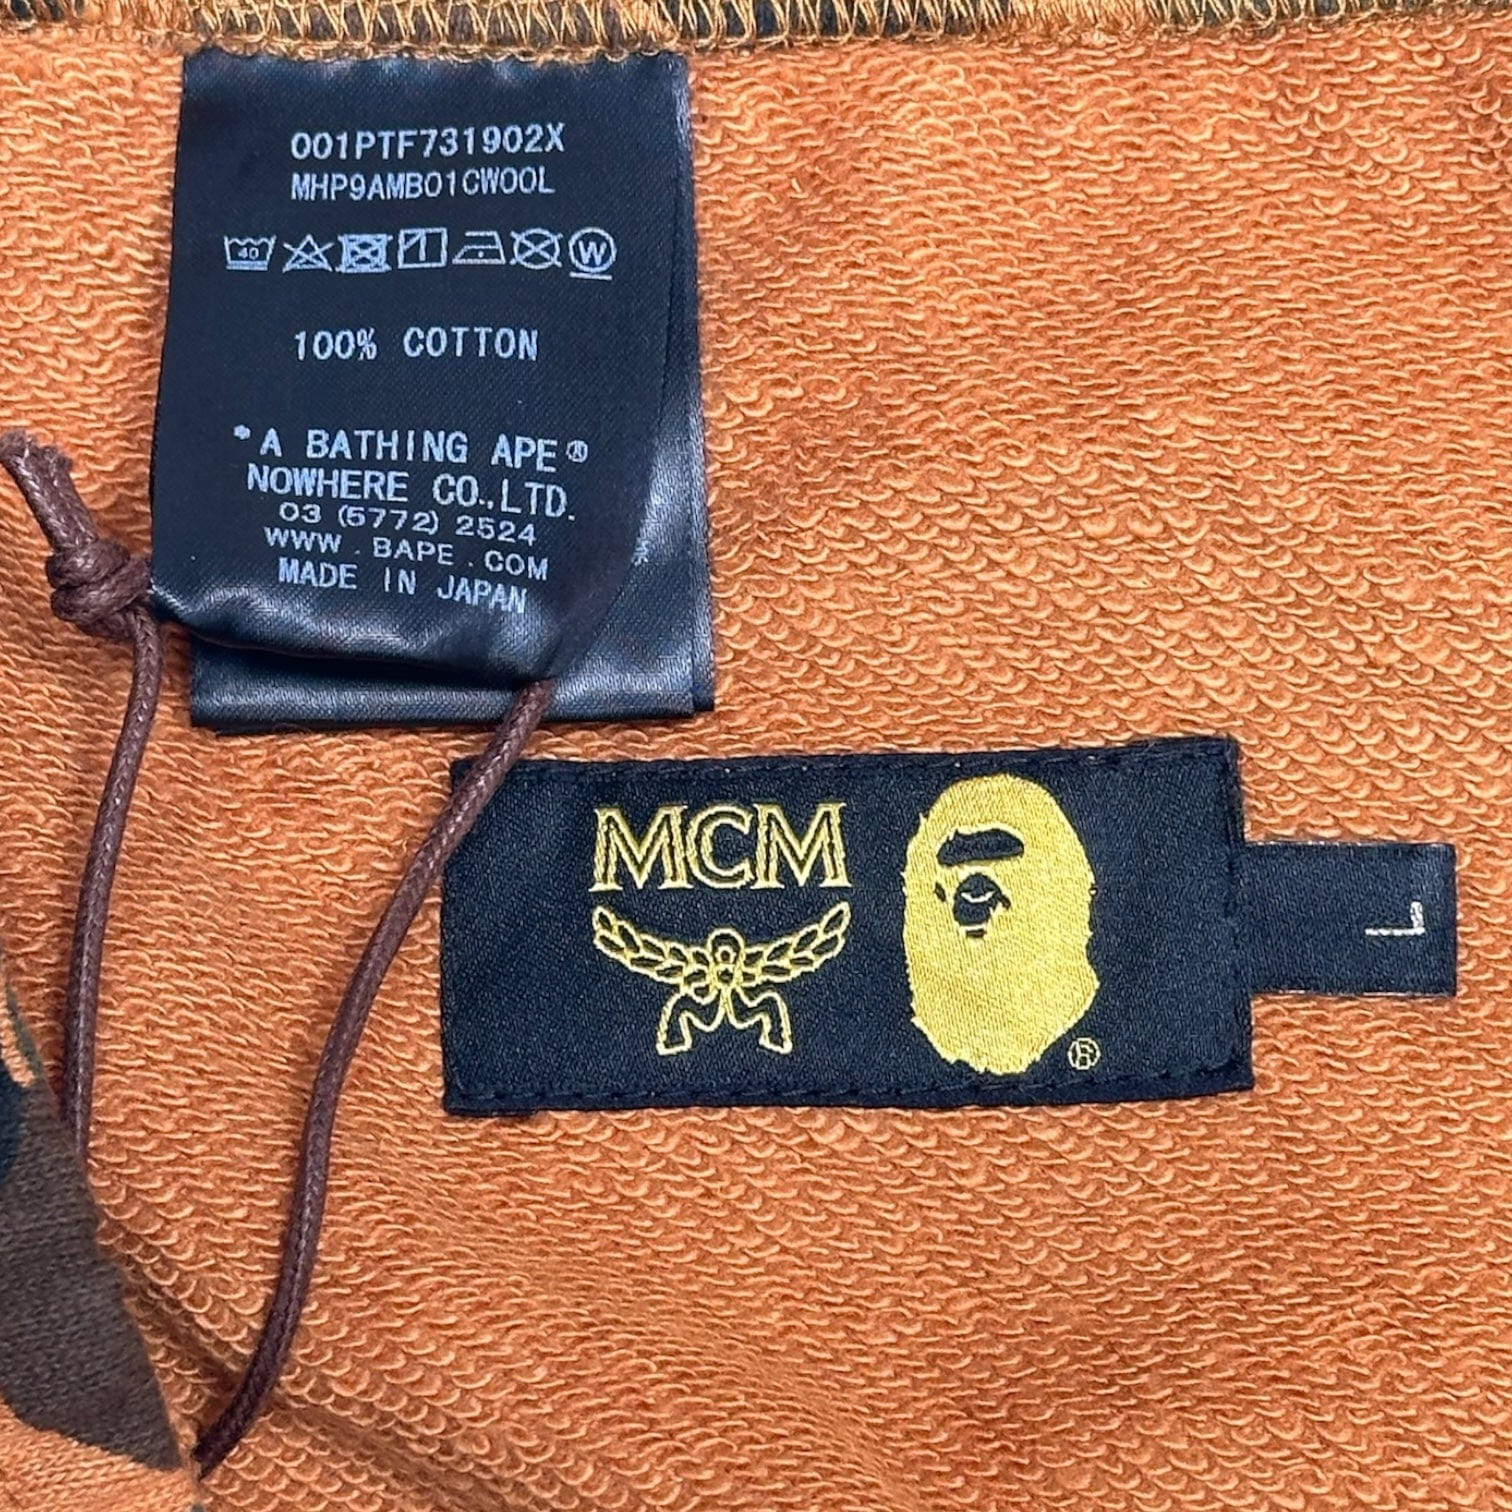 001PTF731902X
MHP9AMB01CWOOL
40 W
100% COTTON
*A BATHING APE®
NOWHERE CO.,LTD.
03 (5772) 2524
WWW . BAPE . COM
MADE IN JAPAN
MCM
®
L